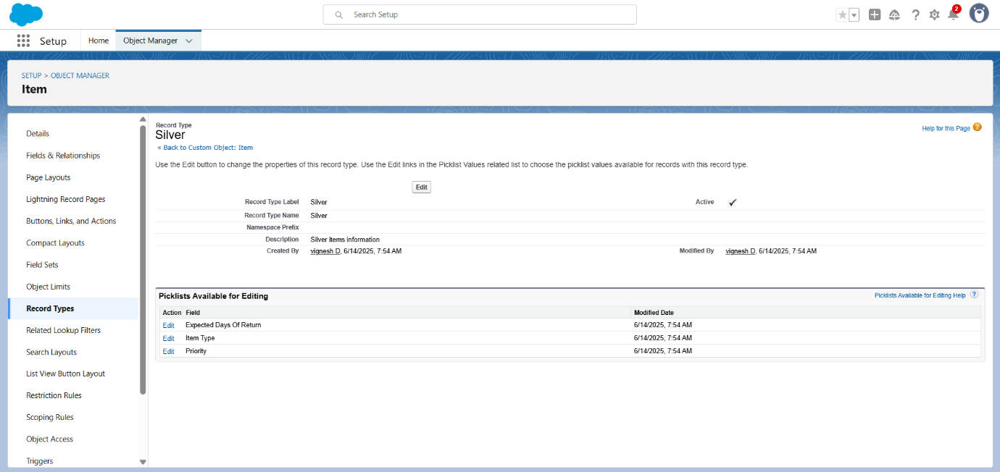 Search Setup
2
Setup
Home
Object Manager
SETUP > OBJECT MANAGER
Item
Details
Fields & Relationships
Page Layouts
Lightning Record Pages
Buttons, Links, and Actions
Compact Layouts
Field Sets
Object Limits
Record Types
Related Lookup Filters
Search Layouts
List View Button Layout
Restriction Rules
Scoping Rules
Object Access
Triggers
Record Type
Silver
Help for this Page ?
« Back to Custom Object: Item
Use the Edit button to change the properties of this record type. Use the Edit links in the Picklist Values related list to choose the picklist values available for records with this record type.
Edit
Record Type Label Silver Active ✓
Record Type Name Silver
Namespace Prefix
Description Silver items information
Created By vignesh D, 6/14/2025, 7:54 AM Modified By vignesh D, 6/14/2025, 7:54 AM
Picklists Available for Editing Picklists Available for Editing Help ?
Action Field Modified Date
Edit Expected Days Of Return 6/14/2025, 7:54 AM
Edit Item Type 6/14/2025, 7:54 AM
Edit Priority 6/14/2025, 7:54 AM